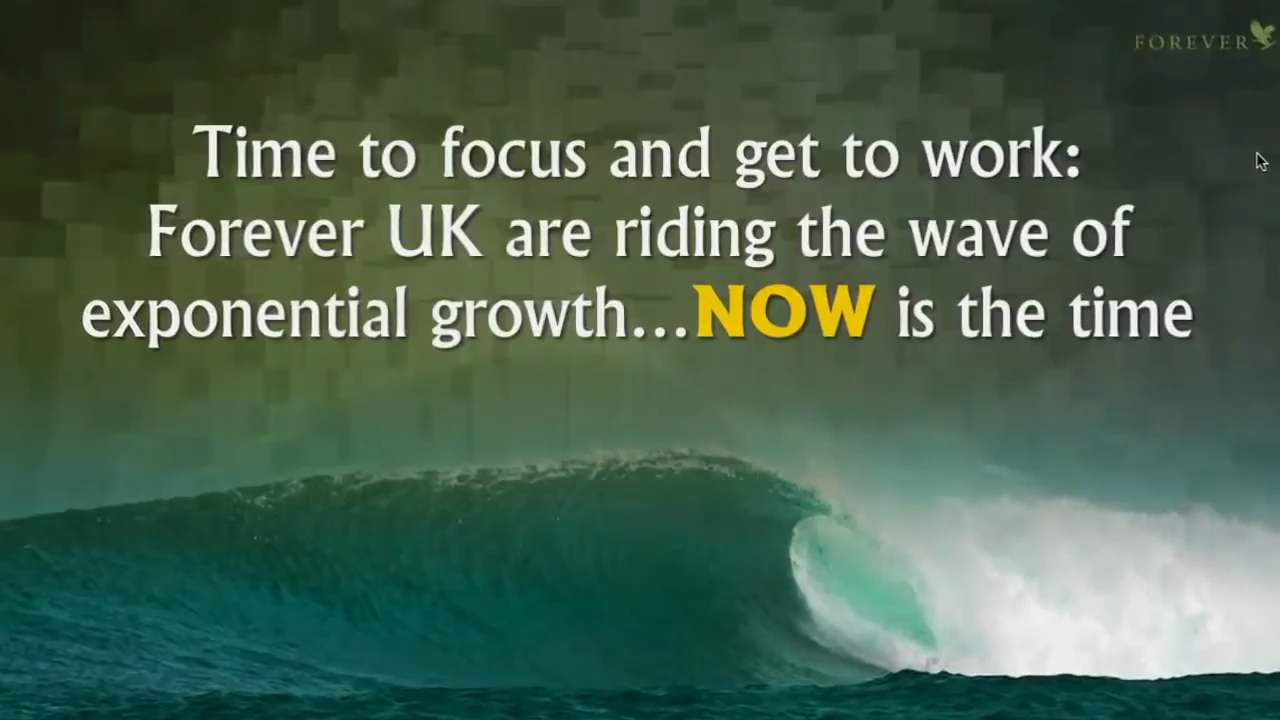 FOREVER
Time to focus and get to work:
Forever UK are riding the wave of
exponential growth...NOW is the time